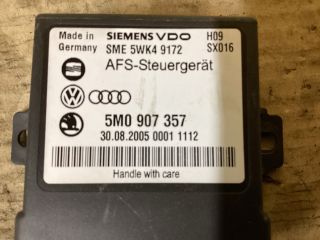 Made in SIEMENS VDO H09
Germany SME 5WK4 9172 SX016
AFS-Steuergerät
5M0 907 357
30.08.2005 0001 1112
Handle with care